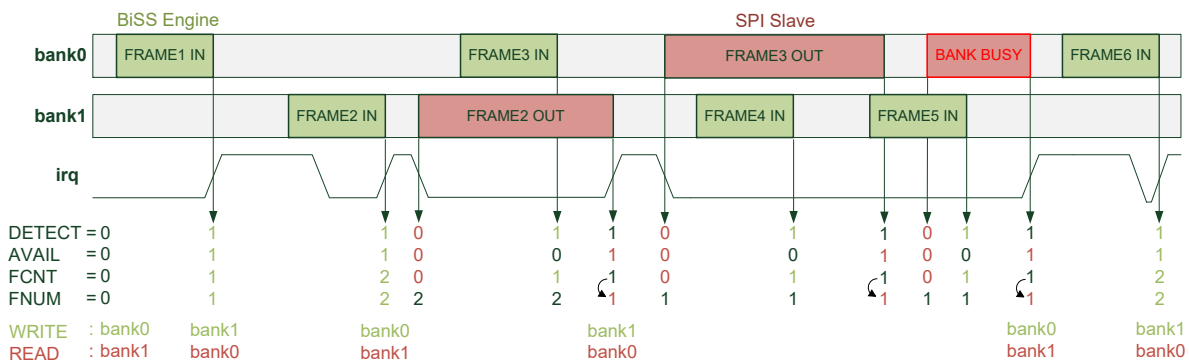 BiSS Engine SPI Slave
bank0 FRAME1 IN FRAME3 IN FRAME3 OUT BANK BUSY FRAME6 IN
bank1 FRAME2 IN FRAME2 OUT FRAME4 IN FRAME5 IN
irq
DETECT = 0 1 1 0 1 1 0 1 1 0 1 1 1
AVAIL = 0 1 1 0 0 1 0 0 1 0 0 1 1
FCNT = 0 1 2 0 1 1 0 1 1 0 1 1 2
FNUM = 0 1 2 2 2 1 1 1 1 1 1 1 2
WRITE : bank0 bank1 bank0 bank1 bank0 bank1
READ : bank1 bank0 bank1 bank0 bank1 bank0